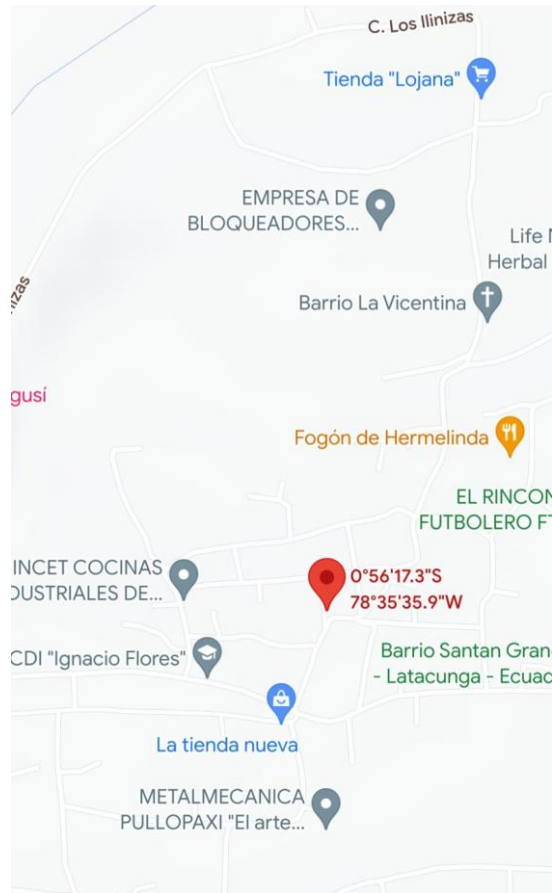 C. Los Ilinizas
Tienda "Lojana"
EMPRESA DE
BLOQUEADORES...
Life
Herbal
Barrio La Vicentina
nizas
gusí
Fogón de Hermelinda
EL RINCON
FUTBOLERO FT
INCET COCINAS
DUSTRIALES DE...
0°56'17.3"S
78°35'35.9"W
CDI "Ignacio Flores"
Barrio Santan Gran
- Latacunga - Ecuad
La tienda nueva
METALMECANICA
PULLOPAXI "El arte...